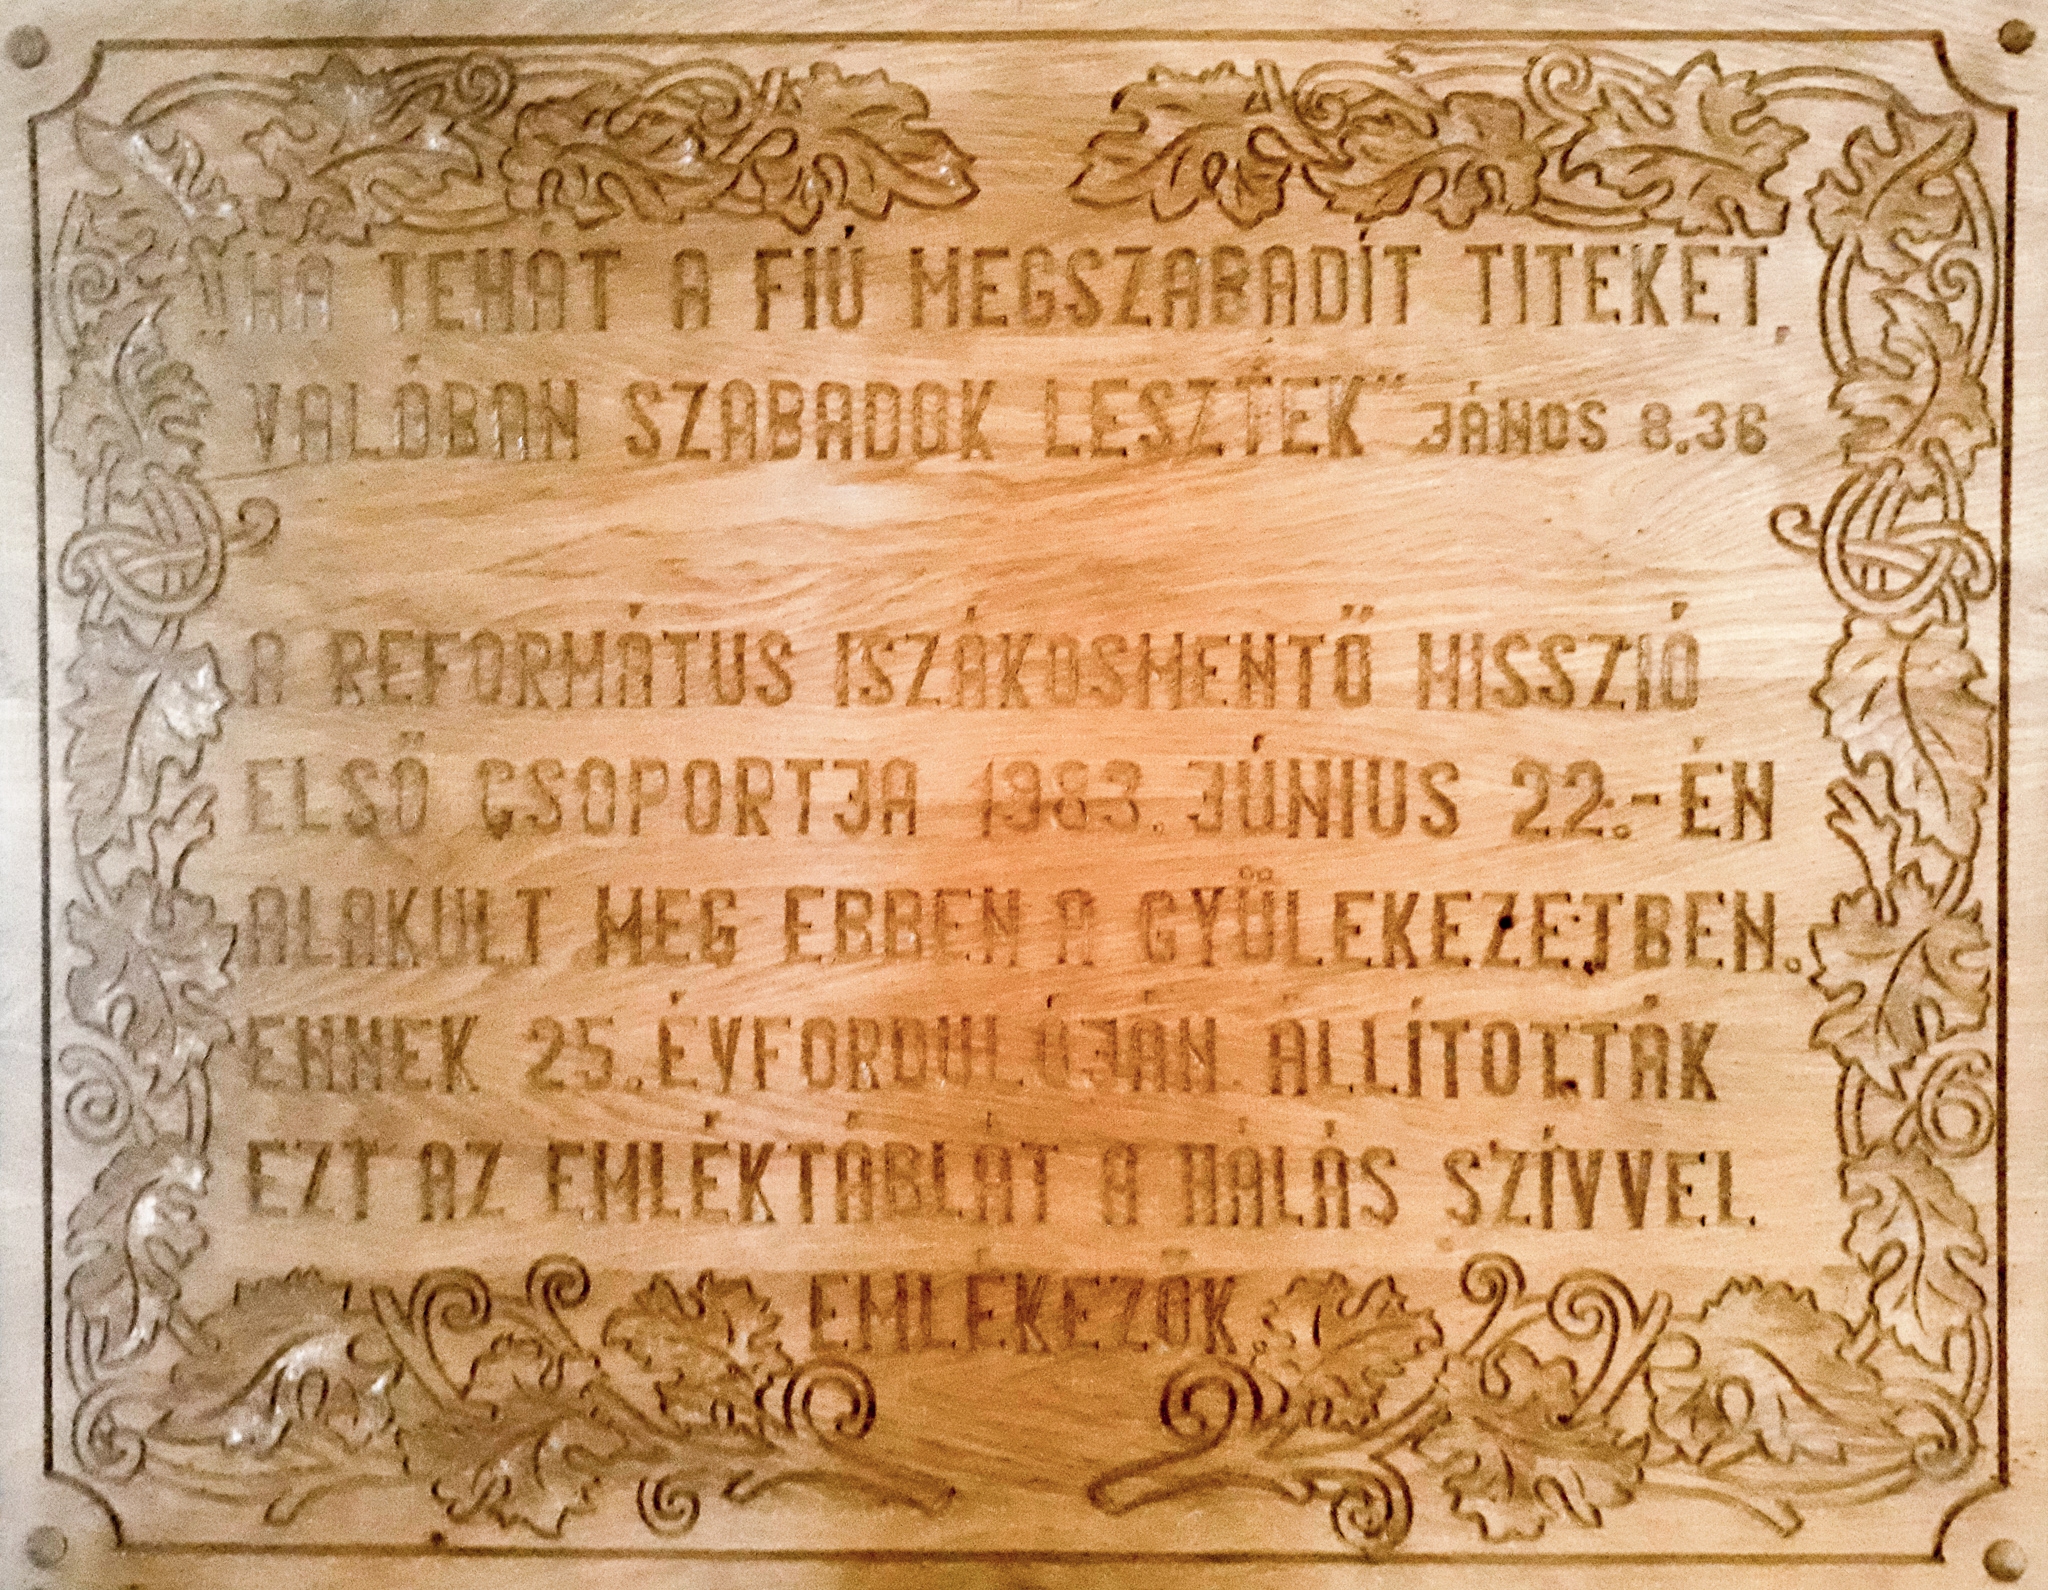 „HA TEHÁT A FIÚ MEGSZABADÍT TITEKET,
VALÓBAN SZABADOK LESZTEK” JÁNOS 8.36
A REFORMÁTUS ISZÁKOSMENTŐ MISSZIÓ
ELSŐ CSOPORTJA 1983. JÚNIUS 22.-ÉN
ALAKULT MEG EBBEN A GYÜLEKEZETBEN.
ENNEK 25. ÉVFORDULÓJÁN ÁLLÍTOTTÁK
EZT AZ EMLÉKTÁBLÁT A HÁLÁS SZÍVVEL
EMLÉKEZŐK.